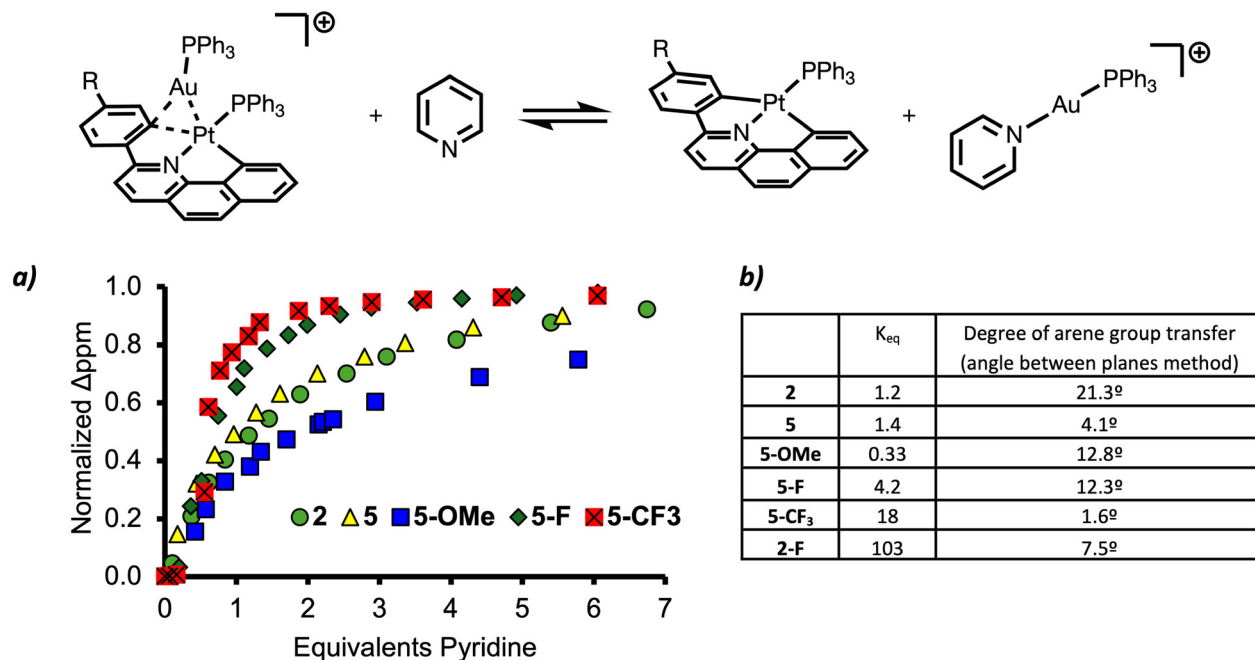 ⊕
PPh3
R
Au
PPh3
Pt
N
+
N
R
PPh3
Pt
N
+
⊕
PPh3
Au
N
a)
Normalized Δppm
1.0
0.8
0.6
0.4
0.2
0.0
2 5 5-OMe 5-F 5-CF3
0 1 2 3 4 5 6 7
Equivalents Pyridine
b)
Keq Degree of arene group transfer
(angle between planes method)
2 1.2 21.3º
5 1.4 4.1º
5-OMe 0.33 12.8º
5-F 4.2 12.3º
5-CF3 18 1.6º
2-F 103 7.5º